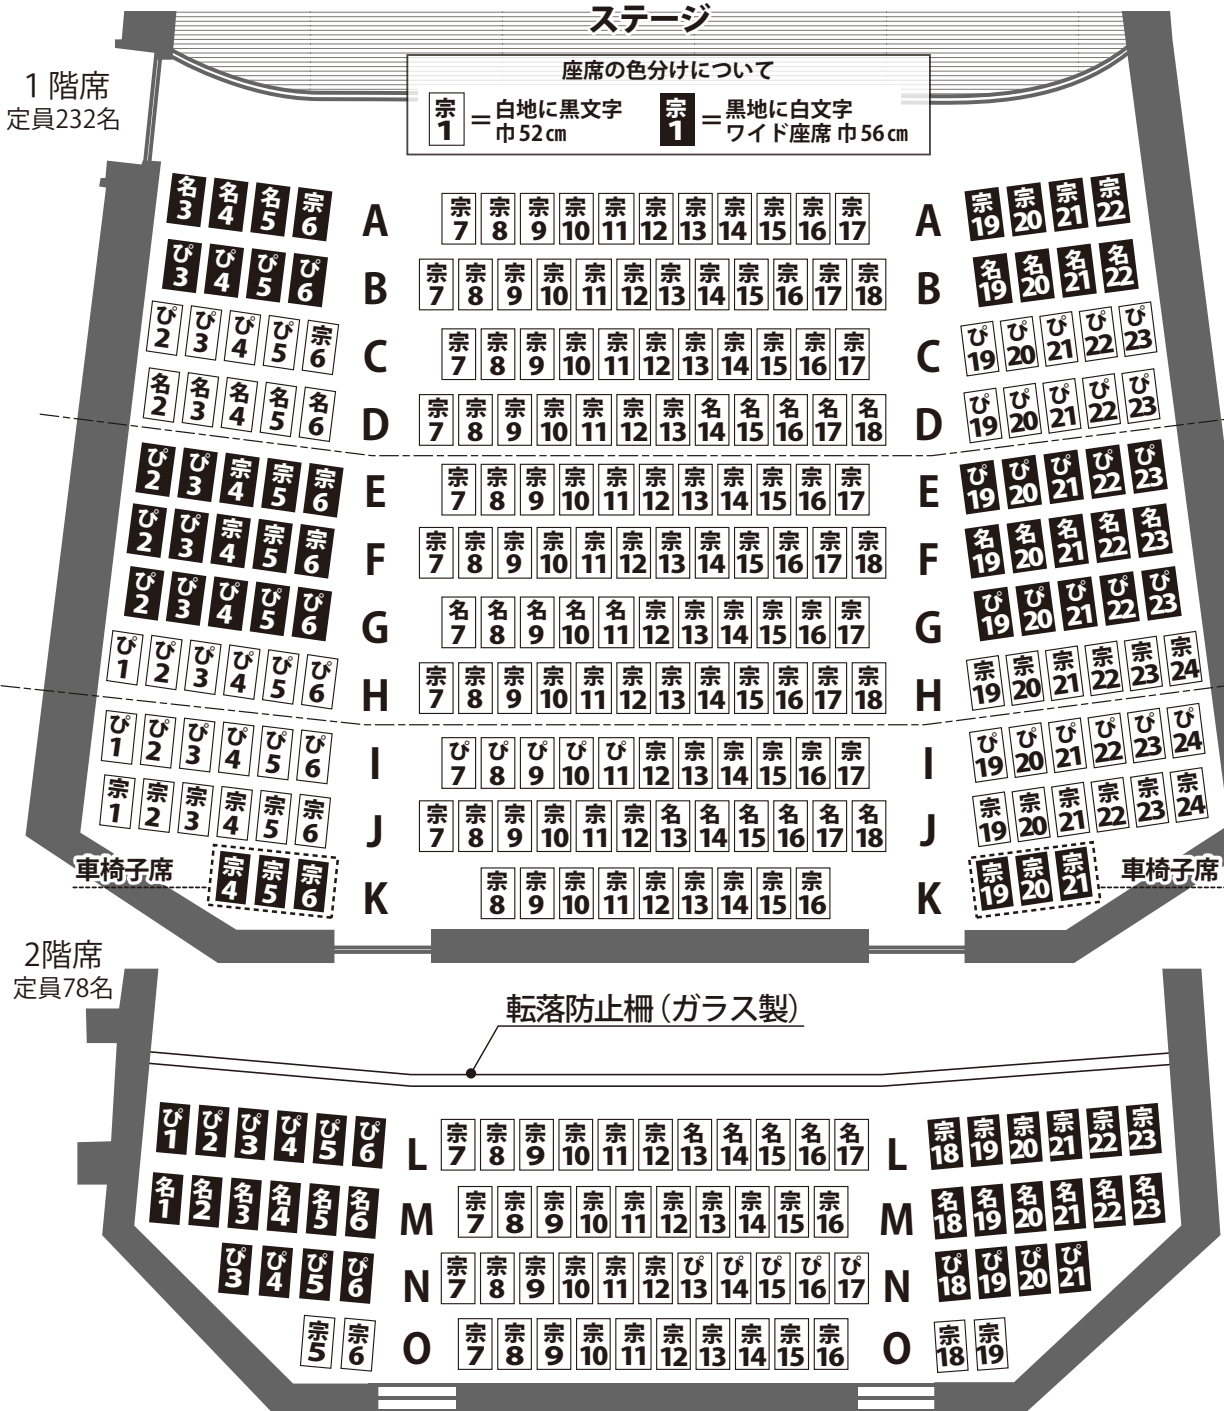 ステージ
1階席
定員232名
座席の色分けについて
宗1＝白地に黒文字 巾52㎝
宗1＝黒地に白文字 ワイド座席 巾56㎝
名3 名4 名5 宗6 A 宗7 宗8 宗9 宗10 宗11 宗12 宗13 宗14 宗15 宗16 宗17 A 宗19 宗20 宗21 宗22
ぴ3 ぴ4 ぴ5 ぴ6 B 宗7 宗8 宗9 宗10 宗11 宗12 宗13 宗14 宗15 宗16 宗17 宗18 B 名19 名20 名21 名22
ぴ2 ぴ3 ぴ4 ぴ5 宗6 C 宗7 宗8 宗9 宗10 宗11 宗12 宗13 宗14 宗15 宗16 宗17 C ぴ19 ぴ20 ぴ21 ぴ22 ぴ23
名2 名3 名4 名5 名6 D 宗7 宗8 宗9 宗10 宗11 宗12 宗13 名14 名15 名16 名17 名18 D ぴ19 ぴ20 ぴ21 ぴ22 ぴ23
ぴ2 ぴ3 宗4 宗5 宗6 E 宗7 宗8 宗9 宗10 宗11 宗12 宗13 宗14 宗15 宗16 宗17 E ぴ19 ぴ20 ぴ21 ぴ22 ぴ23
ぴ2 ぴ3 宗4 宗5 宗6 F 宗7 宗8 宗9 宗10 宗11 宗12 宗13 宗14 宗15 宗16 宗17 宗18 F 名19 名20 名21 名22 名23
ぴ2 ぴ3 ぴ4 ぴ5 ぴ6 G 名7 名8 名9 名10 名11 宗12 宗13 宗14 宗15 宗16 宗17 G ぴ19 ぴ20 ぴ21 ぴ22 ぴ23
ぴ1 ぴ2 ぴ3 ぴ4 ぴ5 ぴ6 H 宗7 宗8 宗9 宗10 宗11 宗12 宗13 宗14 宗15 宗16 宗17 宗18 H 宗19 宗20 宗21 宗22 宗23 宗24
ぴ1 ぴ2 ぴ3 ぴ4 ぴ5 ぴ6 I ぴ7 ぴ8 ぴ9 ぴ10 ぴ11 宗12 宗13 宗14 宗15 宗16 宗17 I ぴ19 ぴ20 ぴ21 ぴ22 ぴ23 ぴ24
宗1 宗2 宗3 宗4 宗5 宗6 J 宗7 宗8 宗9 宗10 宗11 宗12 名13 名14 名15 名16 名17 名18 J 宗19 宗20 宗21 宗22 宗23 宗24
車椅子席 宗4 宗5 宗6 K 宗8 宗9 宗10 宗11 宗12 宗13 宗14 宗15 宗16 K 宗19 宗20 宗21 車椅子席
2階席
定員78名
転落防止柵（ガラス製）
ぴ1 ぴ2 ぴ3 ぴ4 ぴ5 ぴ6 L 宗7 宗8 宗9 宗10 宗11 宗12 名13 名14 名15 名16 名17 L 宗18 宗19 宗20 宗21 宗22 宗23
名1 名2 名3 名4 名5 名6 M 宗7 宗8 宗9 宗10 宗11 宗12 宗13 宗14 宗15 宗16 M 名18 名19 名20 名21 名22 名23
ぴ3 ぴ4 ぴ5 ぴ6 N 宗7 宗8 宗9 宗10 宗11 宗12 ぴ13 ぴ14 ぴ15 ぴ16 ぴ17 N ぴ18 ぴ19 ぴ20 ぴ21
宗5 宗6 O 宗7 宗8 宗9 宗10 宗11 宗12 宗13 宗14 宗15 宗16 O 宗18 宗19